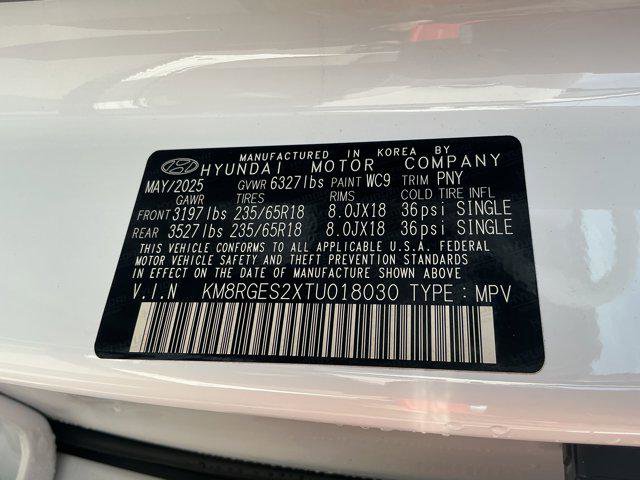 MANUFACTURED IN KOREA BY
HYUNDAI MOTOR COMPANY
MAY/2025 GVWR 6327lbs PAINT WC9 TRIM PNY
GAWR TIRES RIMS COLD TIRE INFL
FRONT 3197 lbs 235/65R18 8.0JX18 36psi SINGLE
REAR 3527lbs 235/65R18 8.0JX18 36psi SINGLE
THIS VEHICLE CONFORMS TO ALL APPLICABLE U.S.A. FEDERAL
MOTOR VEHICLE SAFETY AND THEFT PREVENTION STANDARDS
IN EFFECT ON THE DATE OF MANUFACTURE SHOWN ABOVE
V.I.N KM8RGES2XTU018030 TYPE : MPV